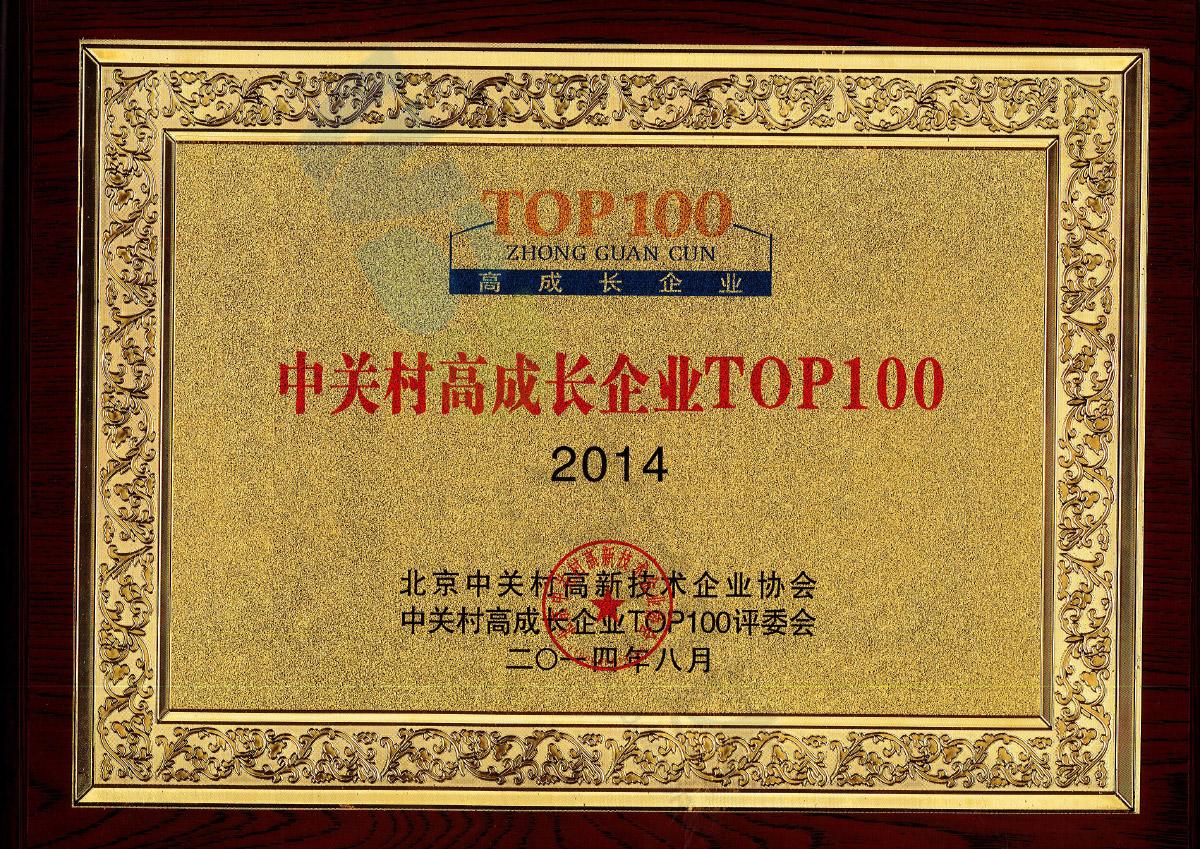 TOP100
ZHONG GUAN CUN
高成长企业
中关村高成长企业TOP100
2014
北京中关村高新技术企业协会
中关村高成长企业TOP100评委会
二〇一四年八月